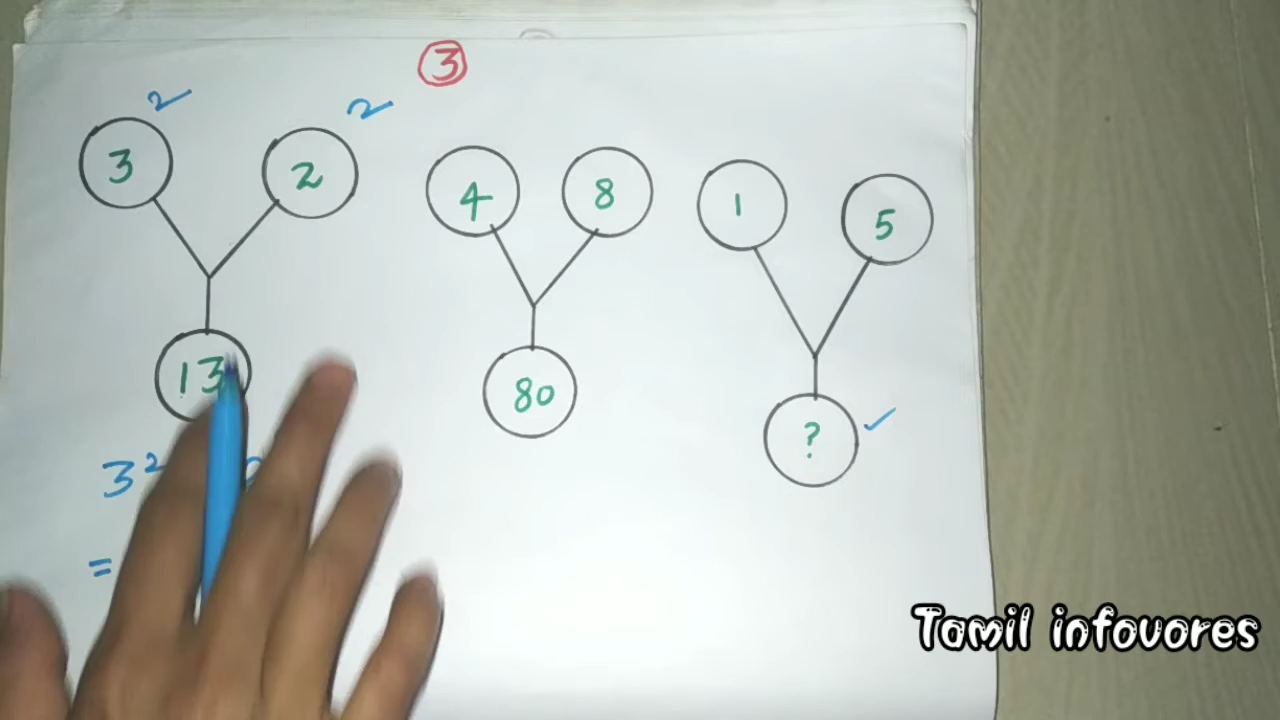 3
2 2
3 2 4 8 1 5
13 80 ?
3²
=
Tamil infovores